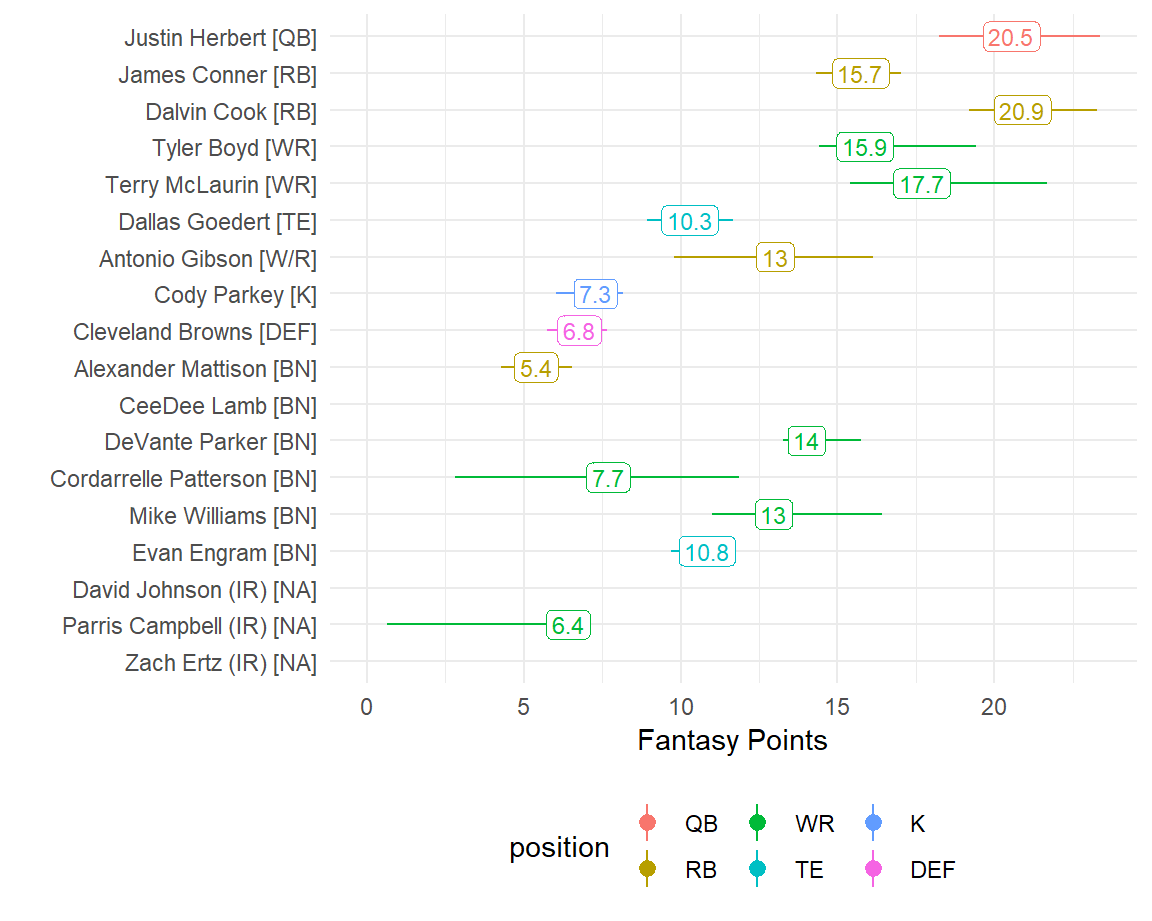 Justin Herbert [QB] 20.5
James Conner [RB] 15.7
Dalvin Cook [RB] 20.9
Tyler Boyd [WR] 15.9
Terry McLaurin [WR] 17.7
Dallas Goedert [TE] 10.3
Antonio Gibson [W/R] 13
Cody Parkey [K] 7.3
Cleveland Browns [DEF] 6.8
Alexander Mattison [BN] 5.4
CeeDee Lamb [BN]
DeVante Parker [BN] 14
Cordarrelle Patterson [BN] 7.7
Mike Williams [BN] 13
Evan Engram [BN] 10.8
David Johnson (IR) [NA]
Parris Campbell (IR) [NA] 6.4
Zach Ertz (IR) [NA]
0 5 10 15 20
Fantasy Points
position
QB WR K
RB TE DEF